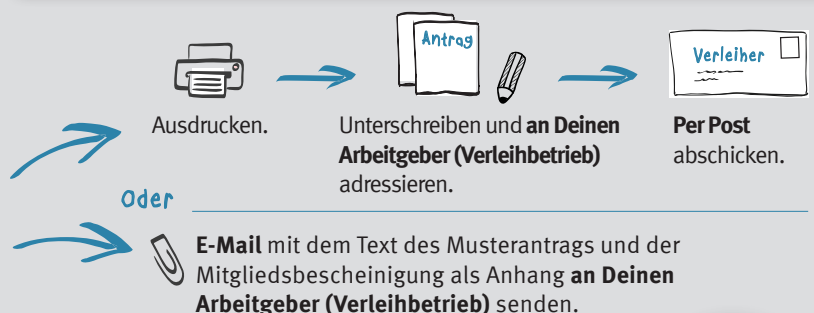 Antrag
Verleiher
Ausdrucken.
Unterschreiben und an Deinen
Arbeitgeber (Verleihbetrieb)
adressieren.
Per Post
abschicken.
Oder
E-Mail mit dem Text des Musterantrags und der
Mitgliedsbescheinigung als Anhang an Deinen
Arbeitgeber (Verleihbetrieb) senden.